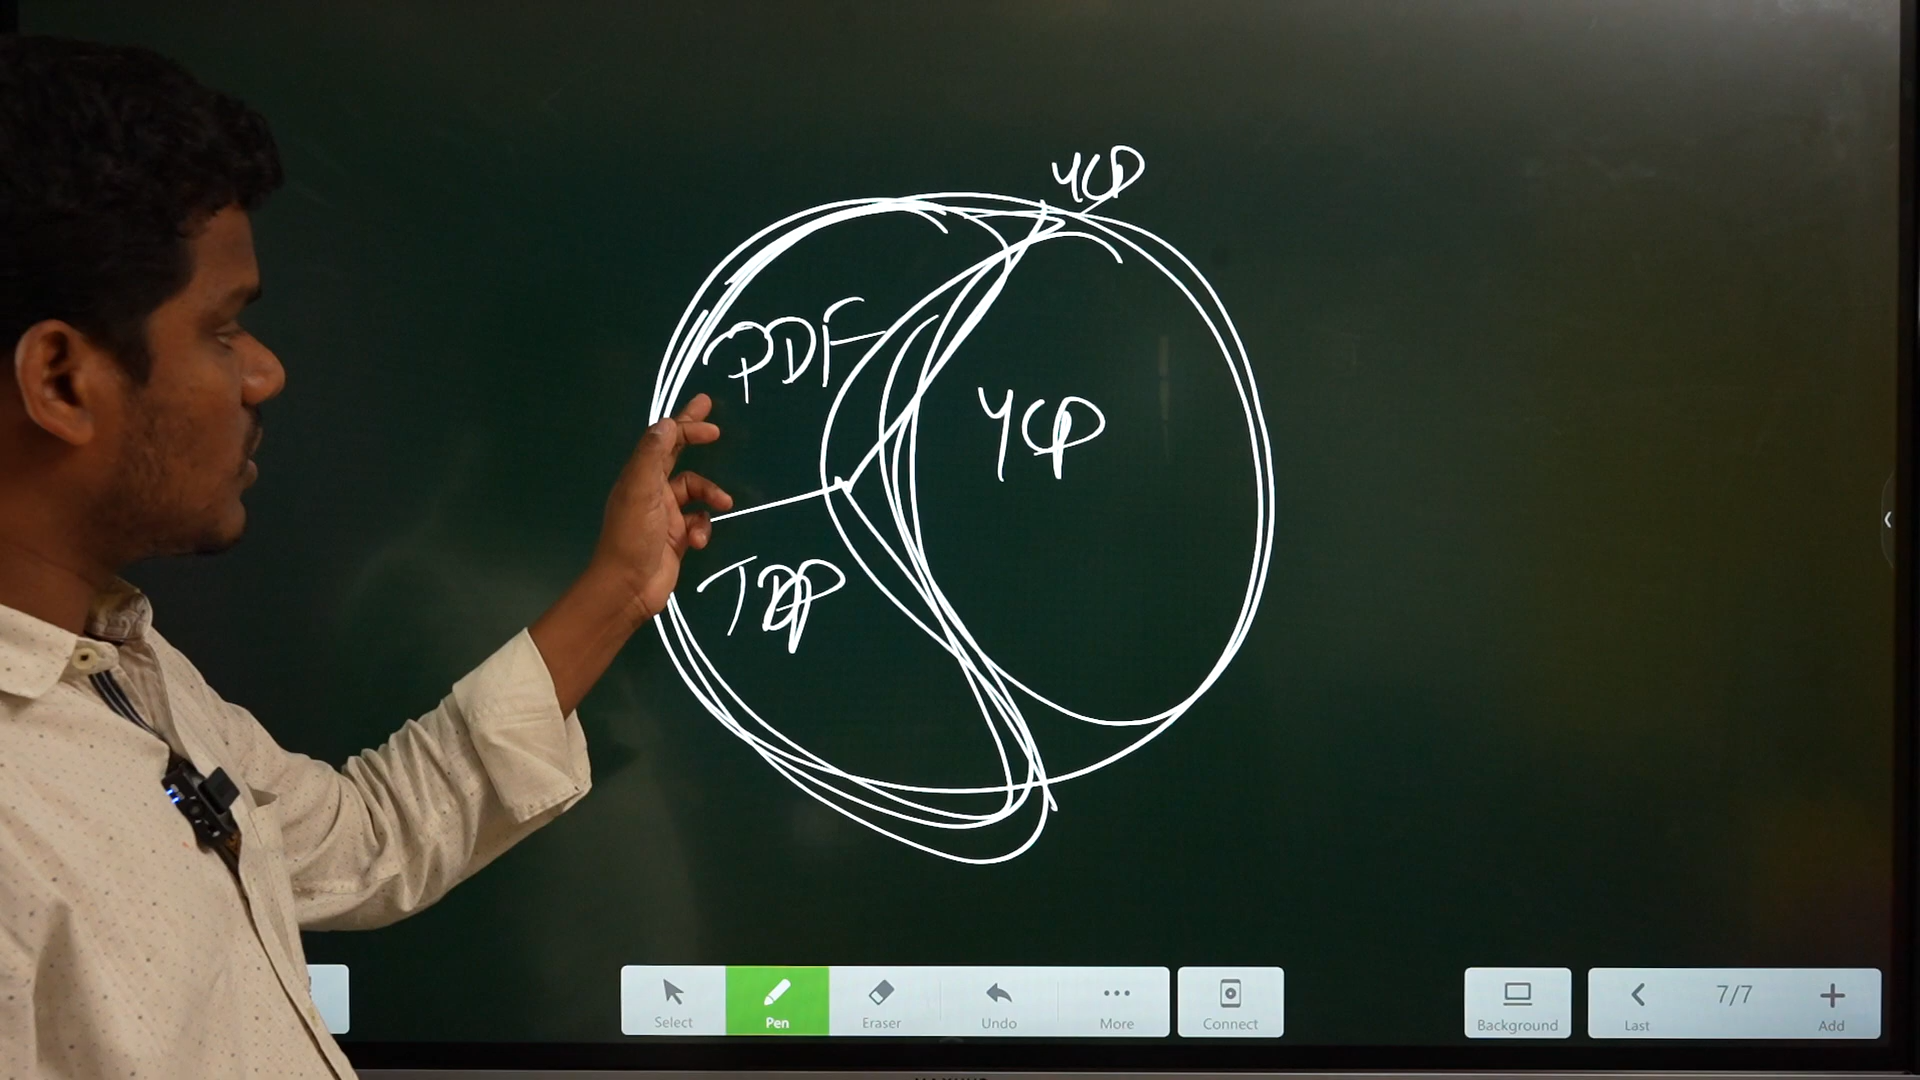 YCP
PDF
YCP
TDP
Select
Pen
Eraser
Undo
More
Connect
Background
Last
7/7
Add